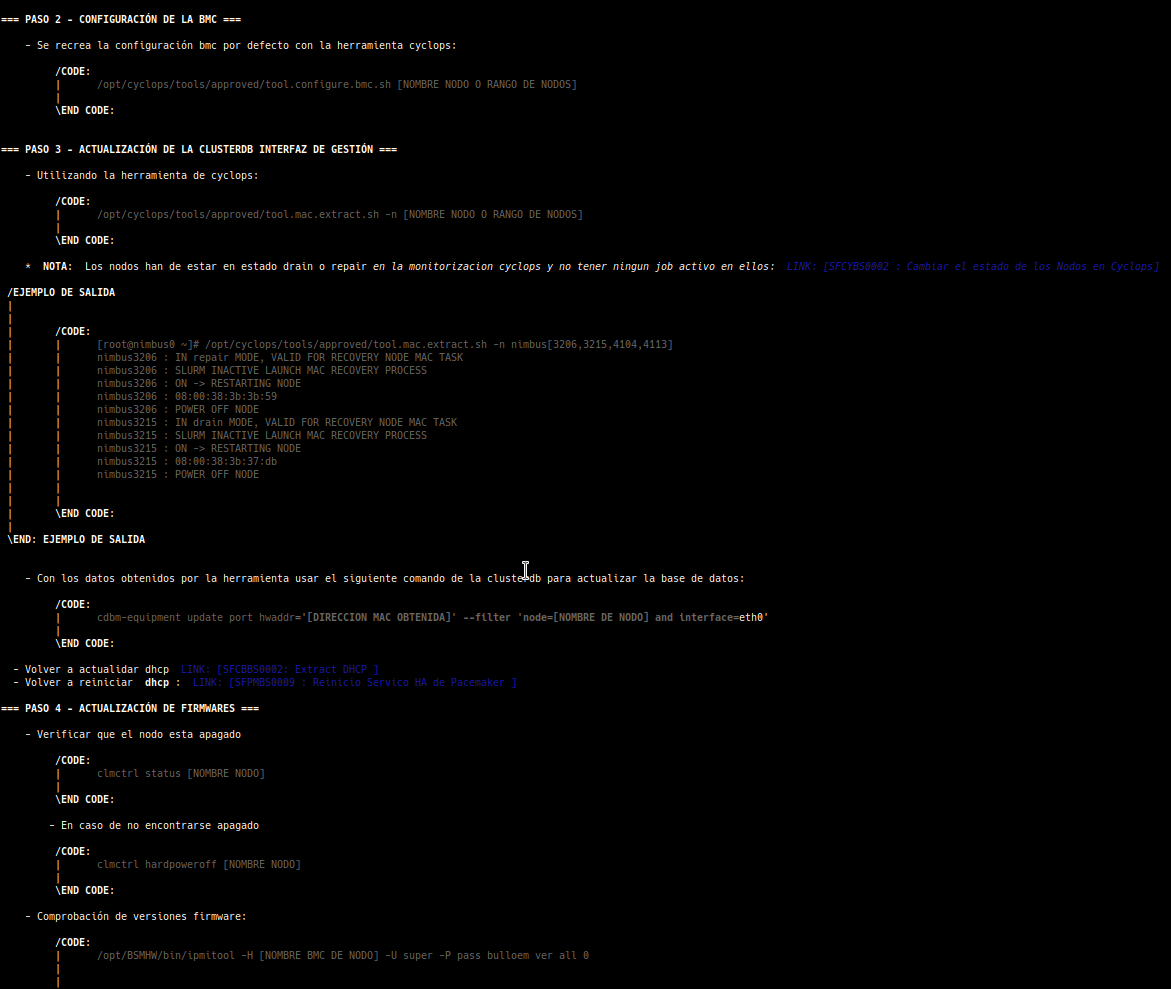 === PASO 2 - CONFIGURACIÓN DE LA BMC ===
- Se recrea la configuración bmc por defecto con la herramienta cyclops:
/CODE:
| /opt/cyclops/tools/approved/tool.configure.bmc.sh [NOMBRE NODO O RANGO DE NODOS]
|
\END CODE:
=== PASO 3 - ACTUALIZACIÓN DE LA CLUSTERDB INTERFAZ DE GESTIÓN ===
- Utilizando la herramienta de cyclops:
/CODE:
| /opt/cyclops/tools/approved/tool.mac.extract.sh -n [NOMBRE NODO O RANGO DE NODOS]
|
\END CODE:
* NOTA: Los nodos han de estar en estado drain o repair en la monitorizacion cyclops y no tener ningun job activo en ellos: LINK: [SFCYBS0002 : Cambiar el estado de los Nodos en Cyclops]
/EJEMPLO DE SALIDA
|
|
| /CODE:
| | [root@nimbus0 ~]# /opt/cyclops/tools/approved/tool.mac.extract.sh -n nimbus[3206,3215,4104,4113]
| | nimbus3206 : IN repair MODE, VALID FOR RECOVERY NODE MAC TASK
| | nimbus3206 : SLURM INACTIVE LAUNCH MAC RECOVERY PROCESS
| | nimbus3206 : ON -> RESTARTING NODE
| | nimbus3206 : 08:00:38:3b:3b:59
| | nimbus3206 : POWER OFF NODE
| | nimbus3215 : IN drain MODE, VALID FOR RECOVERY NODE MAC TASK
| | nimbus3215 : SLURM INACTIVE LAUNCH MAC RECOVERY PROCESS
| | nimbus3215 : ON -> RESTARTING NODE
| | nimbus3215 : 08:00:38:3b:37:db
| | nimbus3215 : POWER OFF NODE
| |
| |
| \END CODE:
|
\END: EJEMPLO DE SALIDA
- Con los datos obtenidos por la herramienta usar el siguiente comando de la clusterdb para actualizar la base de datos:
/CODE:
| cdbm-equipment update port hwaddr='[DIRECCION MAC OBTENIDA]' --filter 'node=[NOMBRE DE NODO] and interface=eth0'
|
\END CODE:
- Volver a actualidar dhcp LINK: [SFCBBS0002: Extract DHCP ]
- Volver a reiniciar dhcp : LINK: [SFPMBS0009 : Reinicio Servico HA de Pacemaker ]
=== PASO 4 - ACTUALIZACIÓN DE FIRMWARES ===
- Verificar que el nodo esta apagado
/CODE:
| clmctrl status [NOMBRE NODO]
|
\END CODE:
- En caso de no encontrarse apagado
/CODE:
| clmctrl hardpoweroff [NOMBRE NODO]
|
\END CODE:
- Comprobación de versiones firmware:
/CODE:
| /opt/BSMHW/bin/ipmitool -H [NOMBRE BMC DE NODO] -U super -P pass bulloem ver all 0
|
|